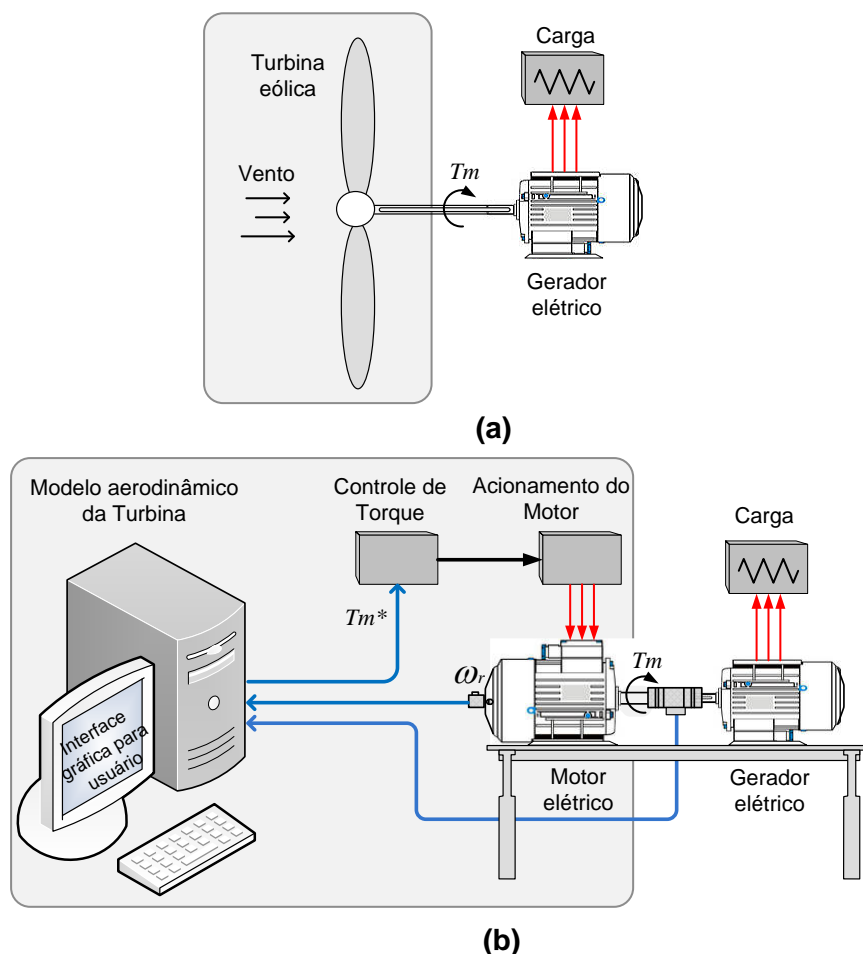 Turbina
eólica
Carga
Vento
Tm
Gerador
elétrico
(a)
Modelo aerodinâmico
da Turbina
Controle de
Torque
Acionamento do
Motor
Carga
Tm*
Tm
ωr
Interface
gráfica para
usuário
Motor
elétrico
Gerador
elétrico
(b)